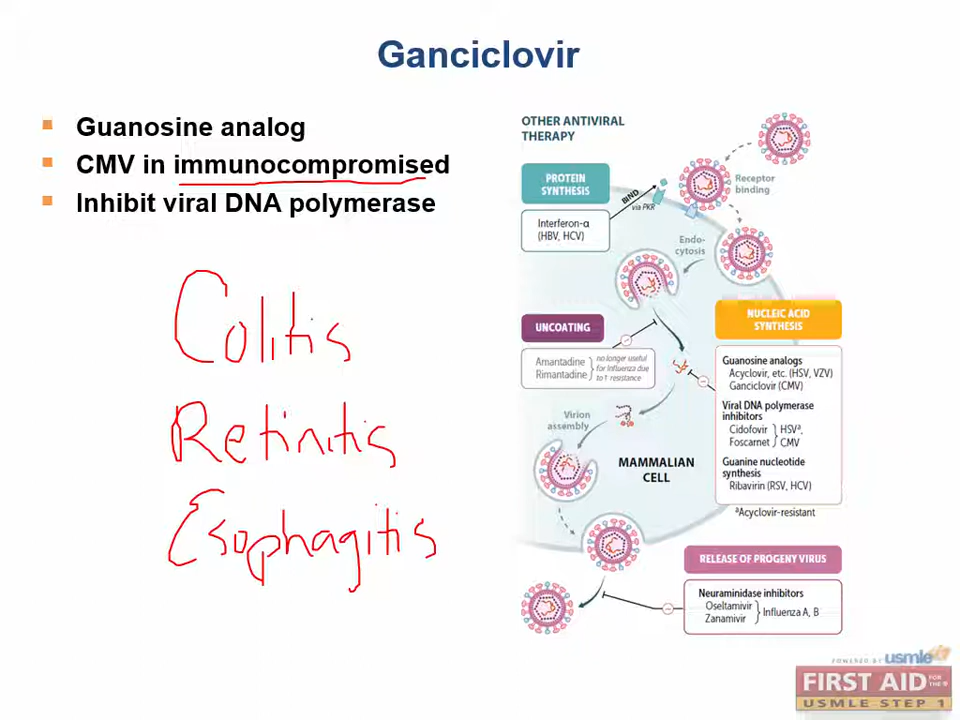 Ganciclovir
Guanosine analog
CMV in immunocompromised
Inhibit viral DNA polymerase
Colitis
Retinitis
Esophagitis
OTHER ANTIVIRAL
THERAPY
PROTEIN
SYNTHESIS
Interferon-α
(HBV, HCV)
BIND
via PKR
Receptor
binding
Endo-
cytosis
UNCOATING
Amantadine
Rimantadine
no longer useful
for Influenza due
to ↑ resistance
NUCLEIC ACID
SYNTHESIS
Guanosine analogs
Acyclovir, etc. (HSV, VZV)
Ganciclovir (CMV)
Viral DNA polymerase
inhibitors
Cidofovir
Foscarnet
HSVª,
CMV
Guanine nucleotide
synthesis
Ribavirin (RSV, HCV)
ªAcyclovir-resistant
Virion
assembly
MAMMALIAN
CELL
RELEASE OF PROGENY VIRUS
Neuraminidase inhibitors
Oseltamivir
Zanamivir
Influenza A, B
POWERED BY usmle
FIRST AID FOR THE®
USMLE STEP 1